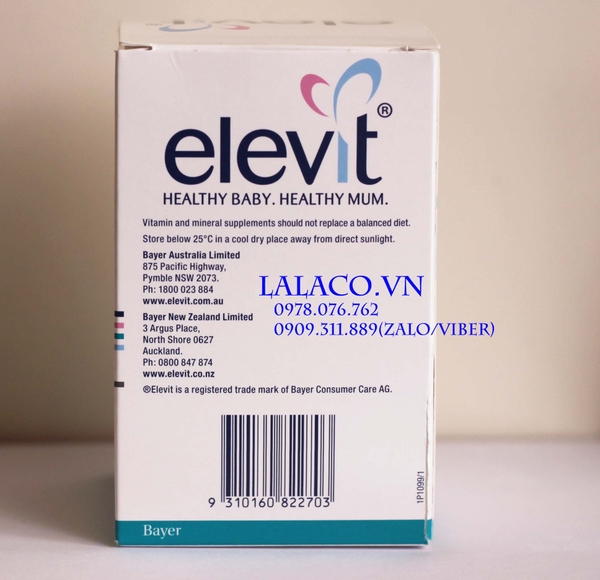 elevit®
HEALTHY BABY. HEALTHY MUM.
Vitamin and mineral supplements should not replace a balanced diet.
Store below 25°C in a cool dry place away from direct sunlight.
Bayer Australia Limited
875 Pacific Highway,
Pymble NSW 2073.
Ph: 1800 023 884
www.elevit.com.au
Bayer New Zealand Limited
3 Argus Place,
North Shore 0627
Auckland.
Ph: 0800 847 874
www.elevit.co.nz
®Elevit is a registered trade mark of Bayer Consumer Care AG.
LALACO.VN
0978.076.762
0909.311.889(ZALO/VIBER)
9 310160 822703
1P1099/1
Bayer